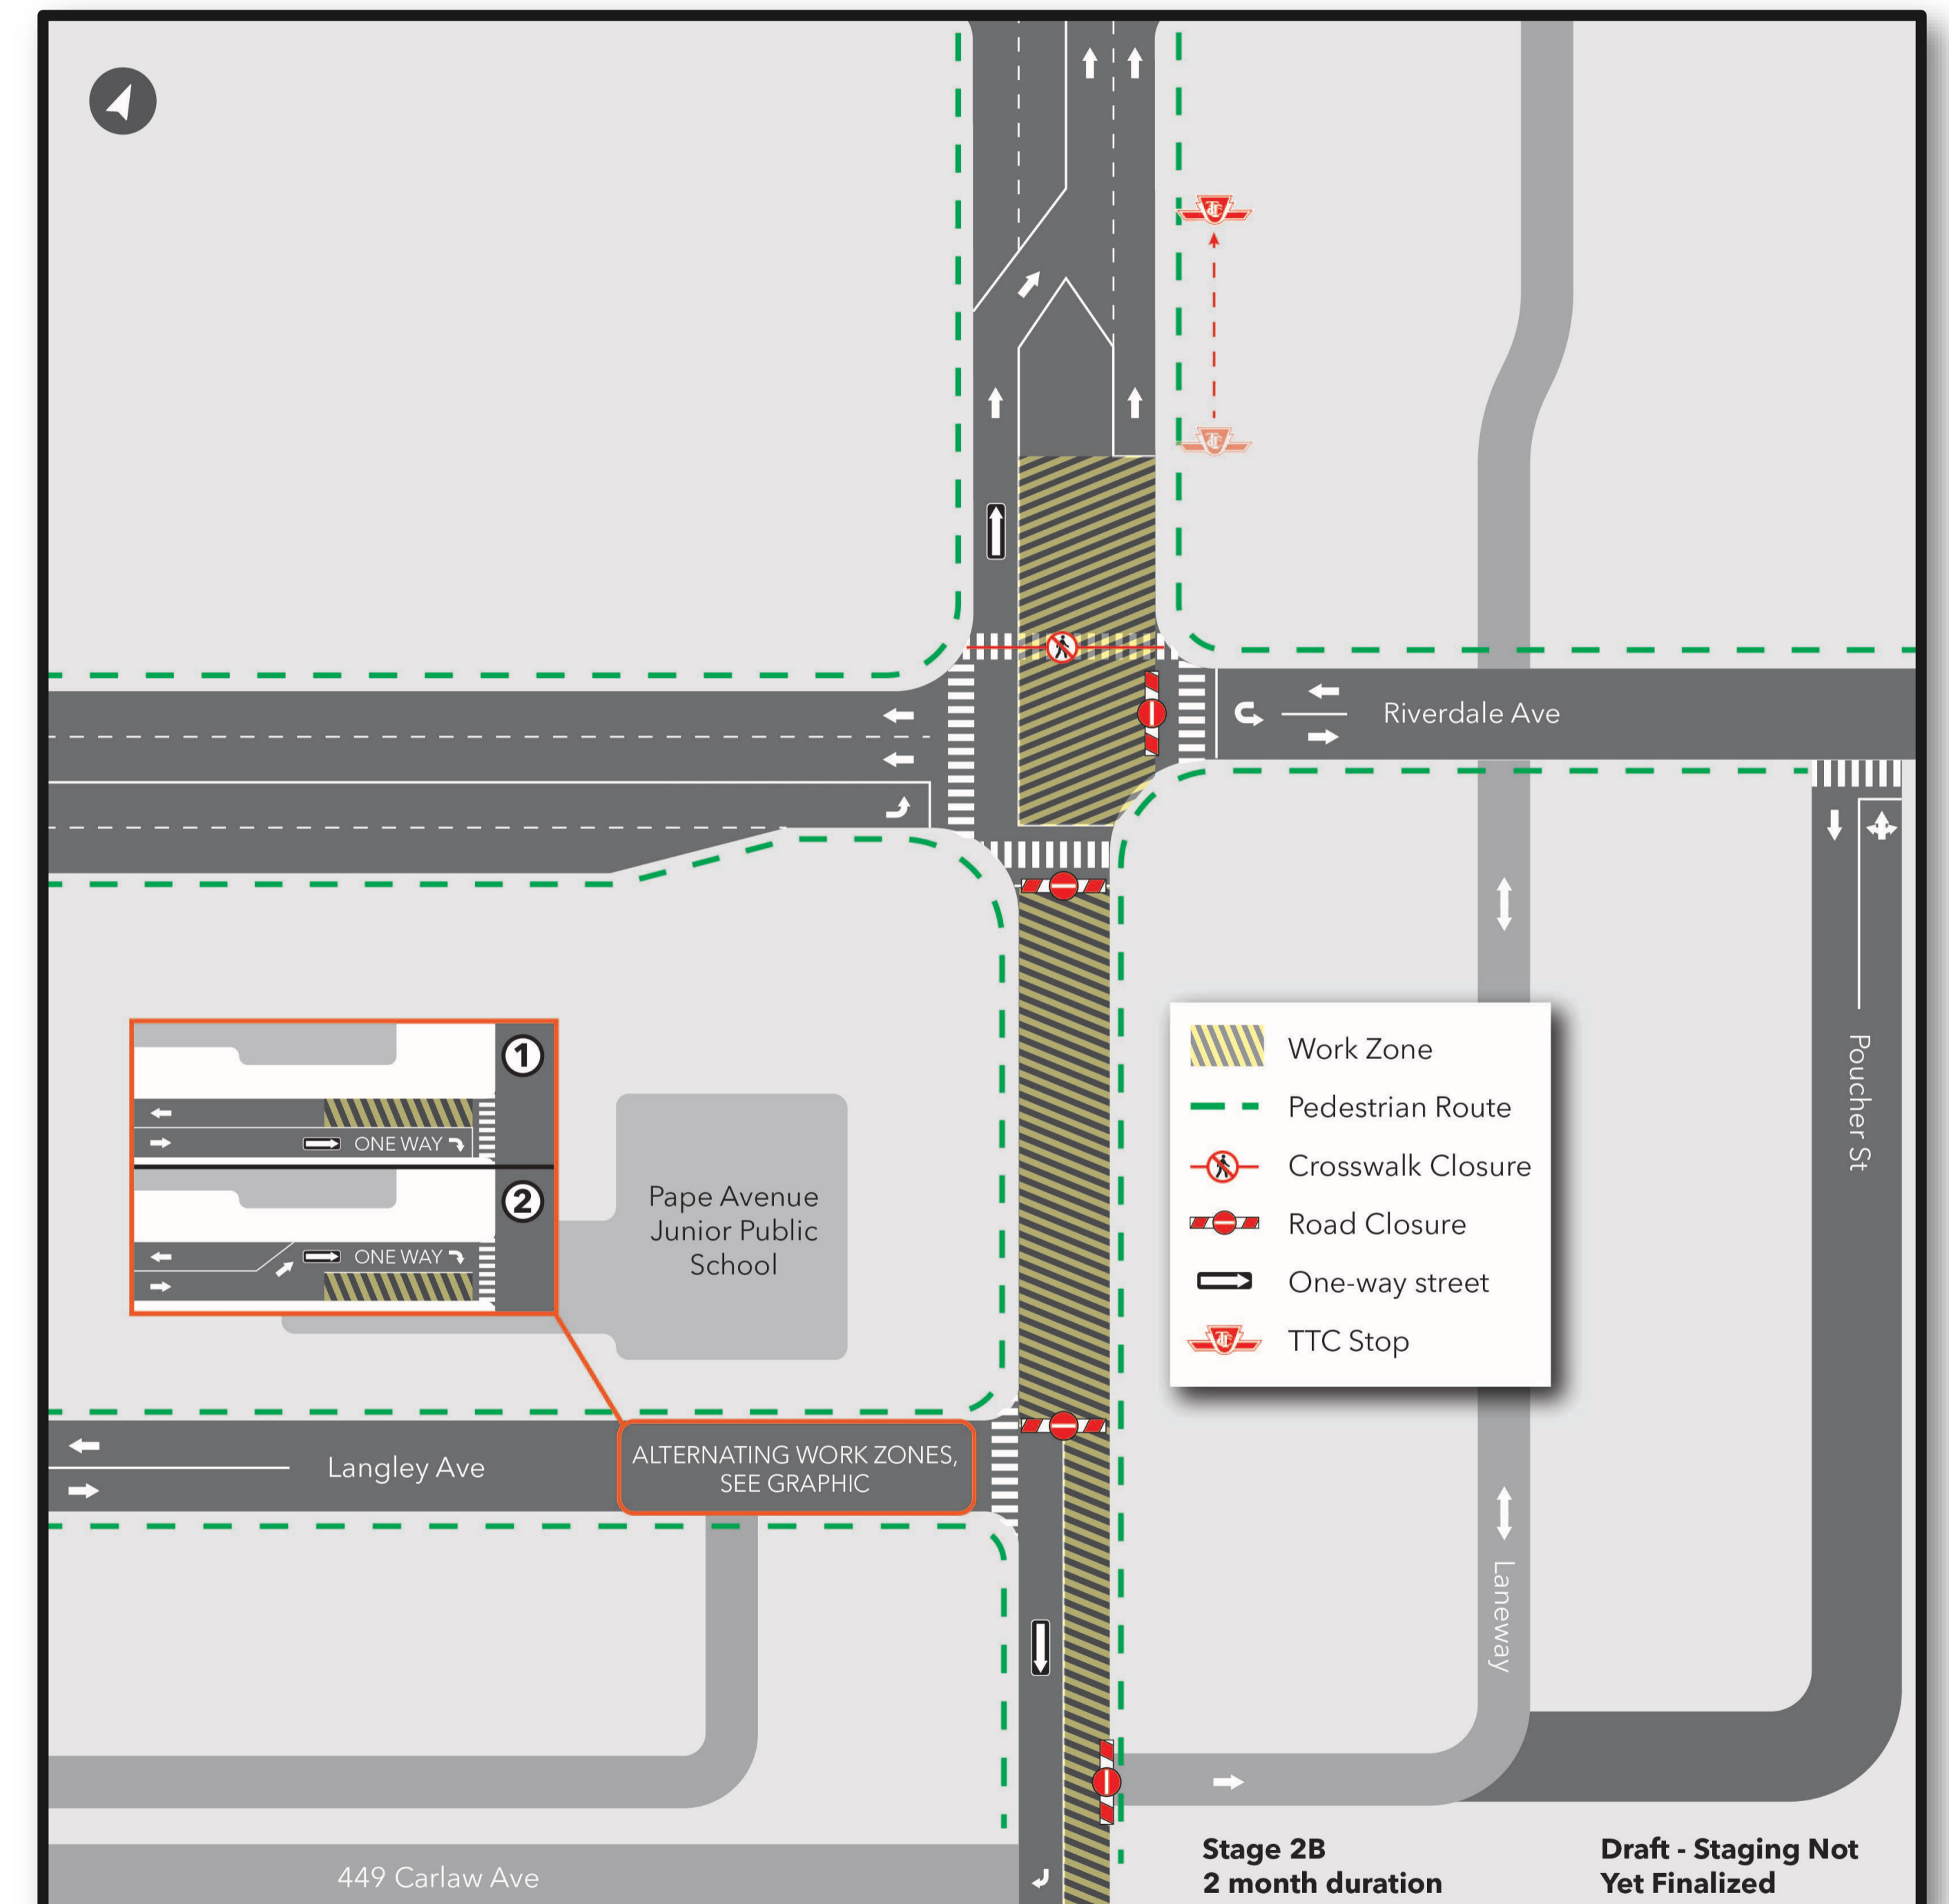 Riverdale Ave
Poucher St
1
ONE WAY
2
ONE WAY
Pape Avenue
Junior Public
School
Work Zone
Pedestrian Route
Crosswalk Closure
Road Closure
One-way street
TTC Stop
Langley Ave
ALTERNATING WORK ZONES,
SEE GRAPHIC
Laneway
449 Carlaw Ave
Stage 2B
2 month duration
Draft - Staging Not
Yet Finalized